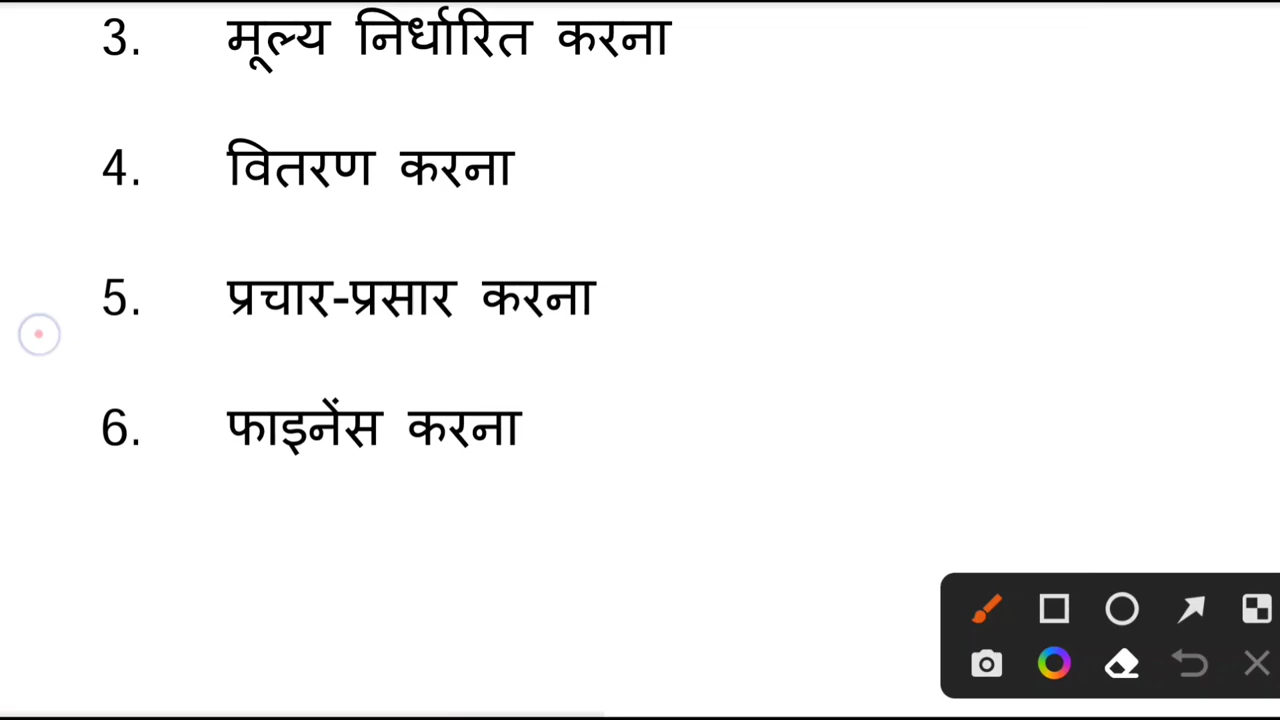 3. मूल्य निर्धारित करना
4. वितरण करना
5. प्रचार-प्रसार करना
6. फाइनेंस करना